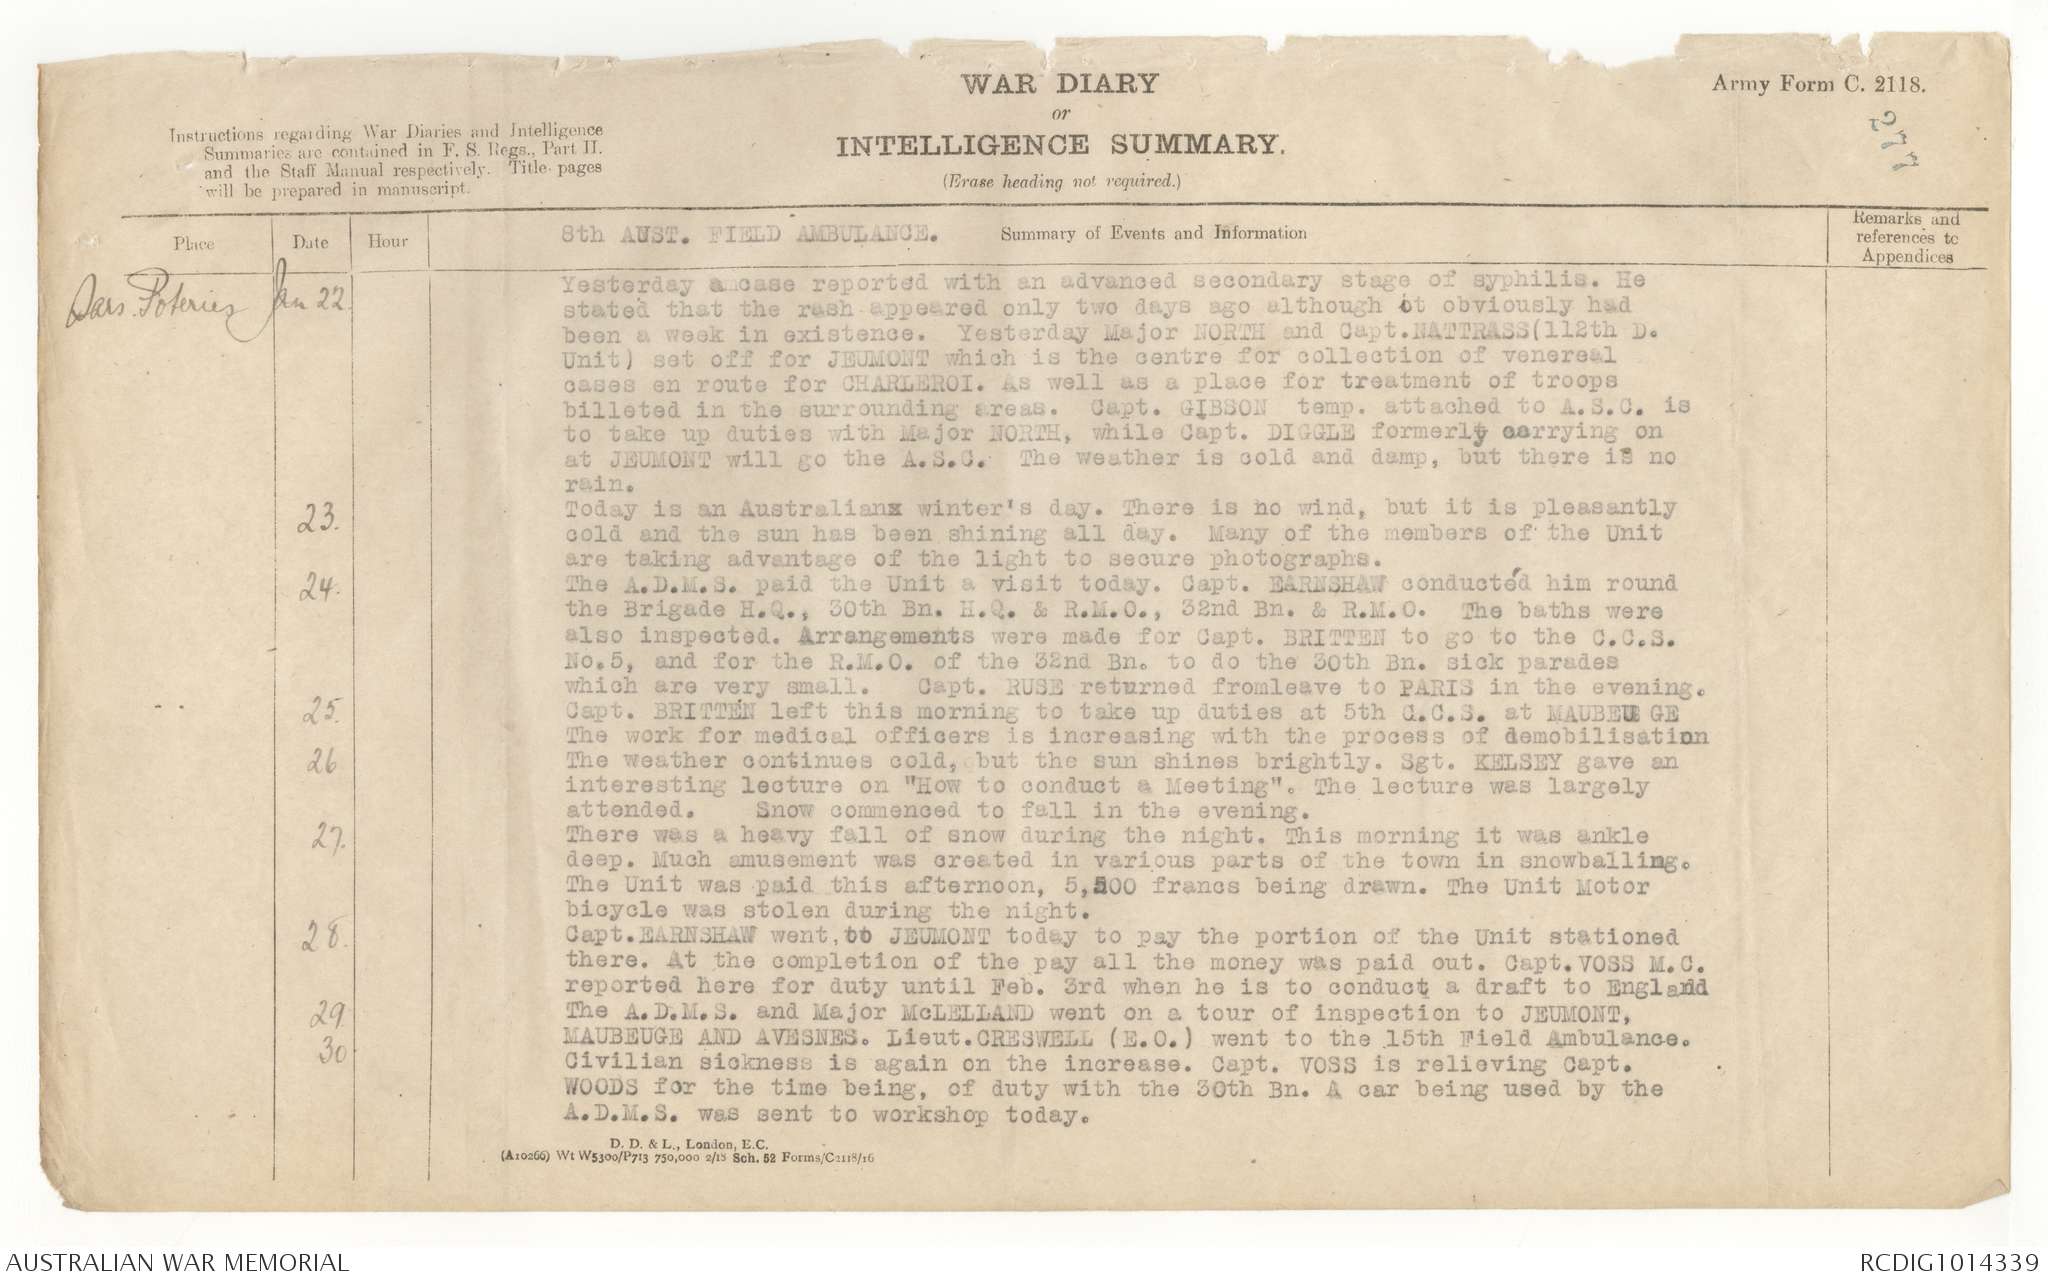 WAR DIARY
or
INTELLIGENCE SUMMARY.
(Erase heading not required.)
Army Form C. 2118.
Instructions regarding War Diaries and Intelligence
Summaries are contained in F. S. Regs., Part II.
and the Staff Manual respectively. Title pages
will be prepared in manuscript.
Place Date Hour 8th AUST. FIELD AMBULANCE. Summary of Events and Information Remarks and
references to
Appendices
Sars Poteries Jan 22. Yesterday a case reported with an advanced secondary stage of syphilis. He
stated that the rash appeared only two days ago although it obviously had
been a week in existence. Yesterday Major NORTH and Capt.NATTRASS(112th D.
Unit) set off for JEUMONT which is the centre for collection of venereal
cases en route for CHARLEROI. As well as a place for treatment of troops
billeted in the surrounding areas. Capt. GIBSON temp. attached to A.S.C. is
to take up duties with Major NORTH, while Capt. DIGGLE formerly carrying on
at JEUMONT will go the A.S.C. The weather is cold and damp, but there is no
rain.
23. Today is an Australianx winter's day. There is no wind, but it is pleasantly
cold and the sun has been shining all day. Many of the members of the Unit
are taking advantage of the light to secure photographs.
24. The A.D.M.S. paid the Unit a visit today. Capt. EARNSHAW conducted him round
the Brigade H.Q., 30th Bn. H.Q. & R.M.O., 32nd Bn. & R.M.O. The baths were
also inspected. Arrangements were made for Capt. BRITTEN to go to the C.C.S.
No.5, and for the R.M.O. of the 32nd Bn. to do the 30th Bn. sick parades
which are very small. Capt. RUSE returned fromleave to PARIS in the evening.
25. Capt. BRITTEN left this morning to take up duties at 5th C.C.S. at MAUBEU GE
The work for medical officers is increasing with the process of demobilisation
26 The weather continues cold, but the sun shines brightly. Sgt. KELSEY gave an
interesting lecture on "How to conduct a Meeting". The lecture was largely
attended. Snow commenced to fall in the evening.
27. There was a heavy fall of snow during the night. This morning it was ankle
deep. Much amusement was created in various parts of the town in snowballing.
The Unit was paid this afternoon, 5,500 francs being drawn. The Unit Motor
bicycle was stolen during the night.
28. Capt.EARNSHAW went to JEUMONT today to pay the portion of the Unit stationed
there. At the completion of the pay all the money was paid out. Capt.VOSS M.C.
reported here for duty until Feb. 3rd when he is to conduct a draft to England
29 The A.D.M.S. and Major McLELLAND went on a tour of inspection to JEUMONT,
MAUBEUGE AND AVESNES. Lieut.CRESWELL (E.O.) went to the 15th Field Ambulance.
30 Civilian sickness is again on the increase. Capt. VOSS is relieving Capt.
WOODS for the time being, of duty with the 30th Bn. A car being used by the
A.D.M.S. was sent to workshop today.
D. D. & L., London, E.C.
(A10266) Wt W5300/P713 750,000 2/18 Sch. 52 Forms/C2118/16
AUSTRALIAN WAR MEMORIAL RCDIG1014339